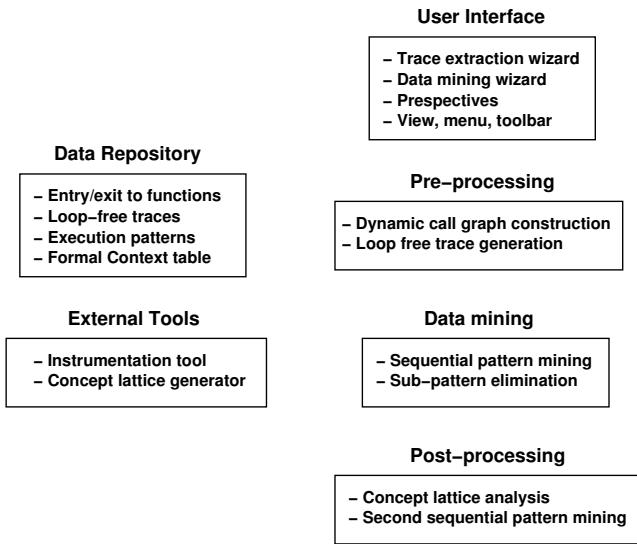 User Interface
– Trace extraction wizard
– Data mining wizard
– Prespectives
– View, menu, toolbar
Data Repository
– Entry/exit to functions
– Loop–free traces
– Execution patterns
– Formal Context table
Pre–processing
– Dynamic call graph construction
– Loop free trace generation
External Tools
– Instrumentation tool
– Concept lattice generator
Data mining
– Sequential pattern mining
– Sub–pattern elimination
Post–processing
– Concept lattice analysis
– Second sequential pattern mining